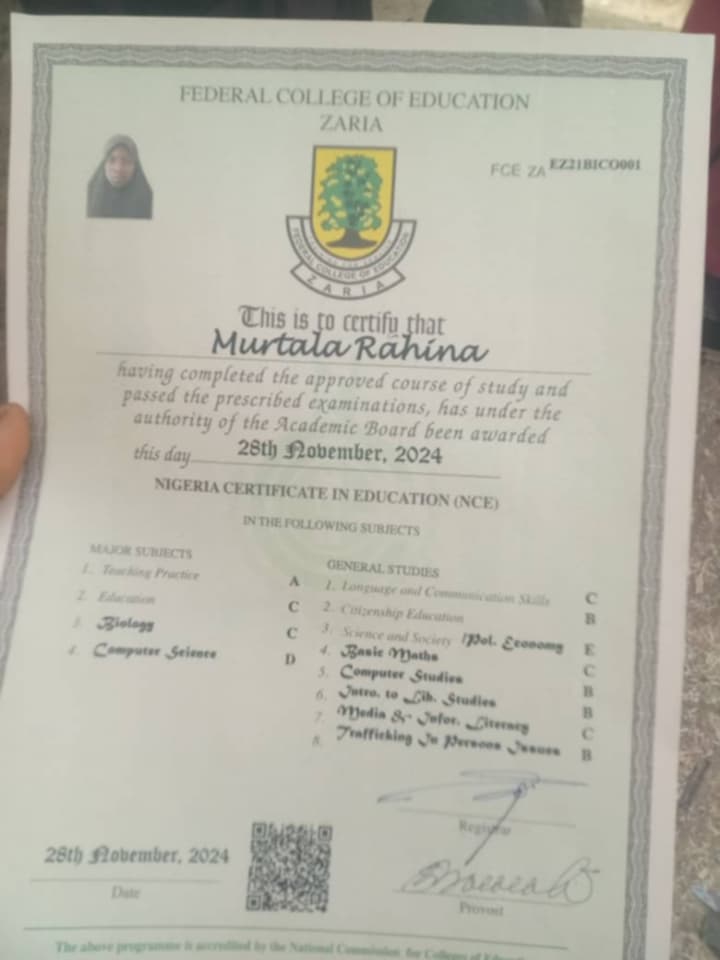 FEDERAL COLLEGE OF EDUCATION
ZARIA
FCE ZA EZ21BICO001
FEDERAL COLLEGE OF EDUCATION
ZARIA
This is to certify that
Murtala Rahina
having completed the approved course of study and
passed the prescribed examinations, has under the
authority of the Academic Board been awarded
this day 28th November, 2024
NIGERIA CERTIFICATE IN EDUCATION (NCE)
IN THE FOLLOWING SUBJECTS
MAJOR SUBJECTS
1. Teaching Practice A
2. Education C
3. Biology C
4. Computer Science D
GENERAL STUDIES
1. Language and Communication Skills C
2. Citizenship Education B
3. Science and Society /Pol. Economy E
4. Basic Maths C
5. Computer Studies B
6. Intro. to Lib. Studies B
7. Media & Infor. Literacy C
8. Trafficking In Persons Issues B
Registrar
28th November, 2024
Date
Provost
The above programme is accredited by the National Commission for Colleges of